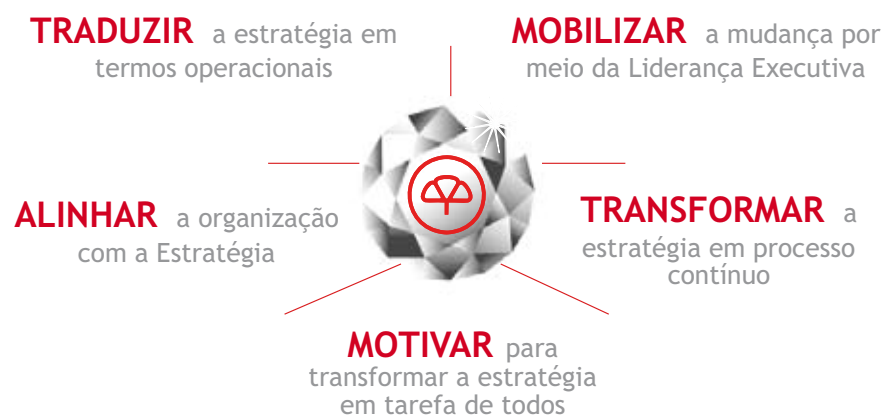 TRADUZIR a estratégia em
termos operacionais
MOBILIZAR a mudança por
meio da Liderança Executiva
ALINHAR a organização
com a Estratégia
TRANSFORMAR a
estratégia em processo
contínuo
MOTIVAR para
transformar a estratégia
em tarefa de todos